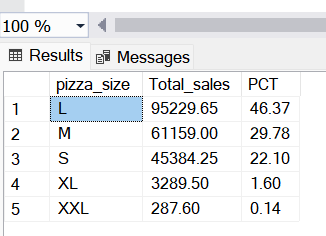 100 %
Results Messages
pizza_size Total_sales PCT
1 L 95229.65 46.37
2 M 61159.00 29.78
3 S 45384.25 22.10
4 XL 3289.50 1.60
5 XXL 287.60 0.14